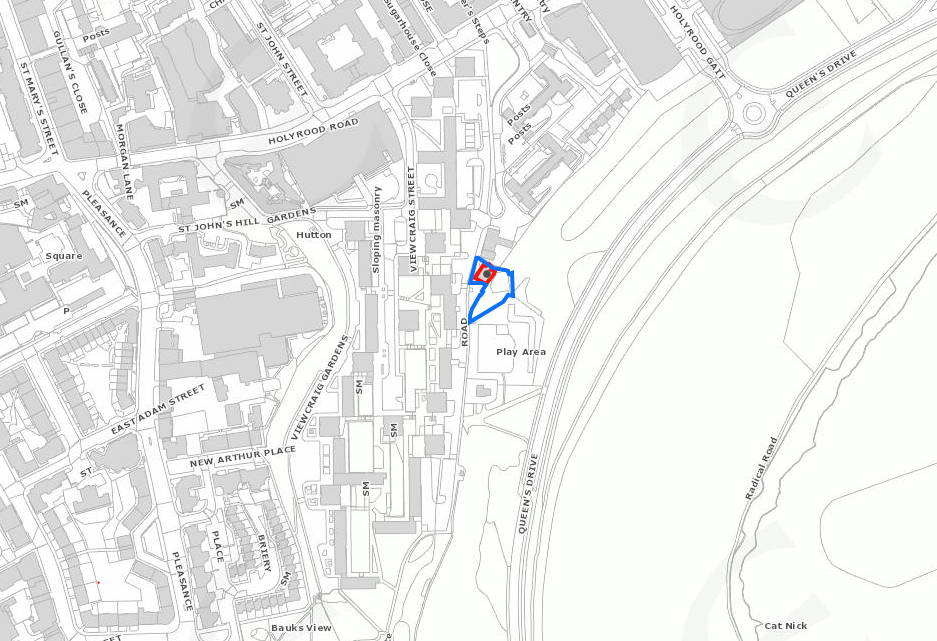 Posts
GULLAN'S CLOSE
ST MARY'S STREET
MORGAN LANE
ST JOHN STREET
Sugarhouse Close
HOLYROOD GAIT
QUEEN'S DRIVE
HOLYROOD ROAD
Posts
Posts
SM
PLEASANCE
SM
ST JOHN'S HILL GARDENS
Hutton
Sloping masonry
VIEWCRAIG STREET
Square
P
ROAD
Play Area
VIEWCRAIG GARDENS
SM
EAST ADAM STREET
ST
NEW ARTHUR PLACE
SM
SM
QUEEN'S DRIVE
Radical Road
PLEASANCE
PLACE
BRIERY
SM
Bauks View
Cat Nick